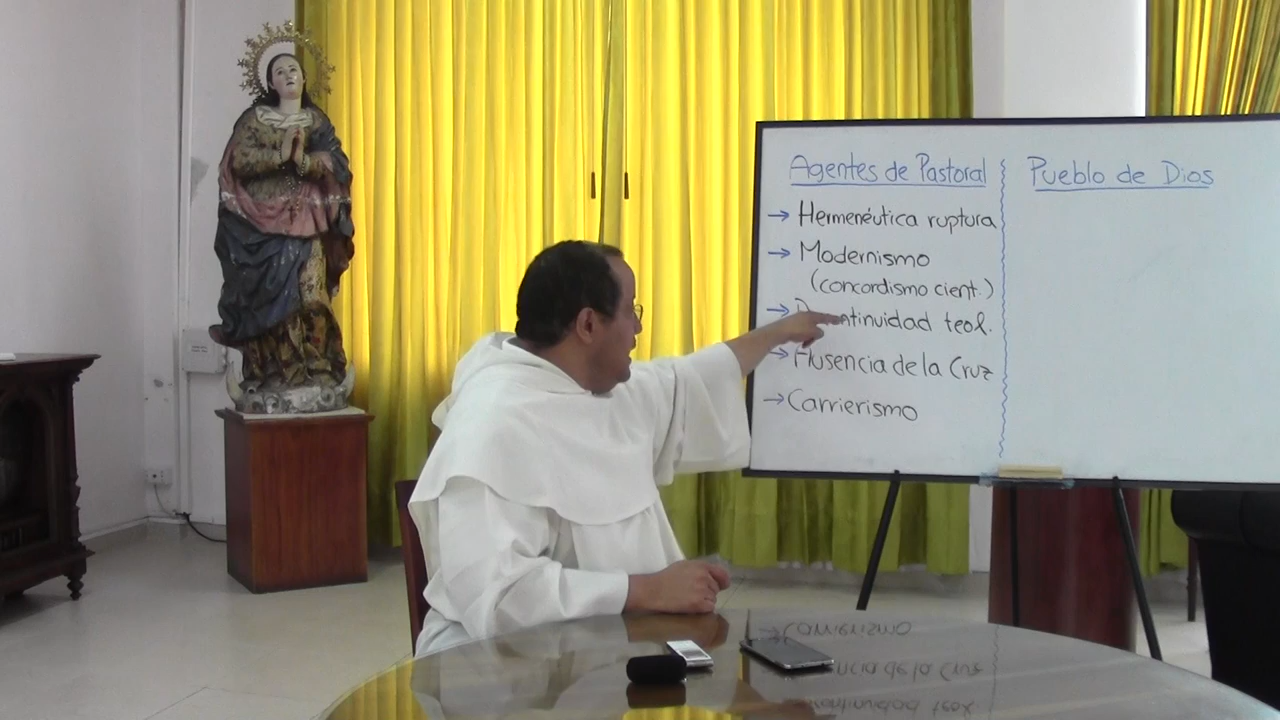 Agentes de Pastoral
→ Hermenéutica ruptura
→ Modernismo
(concordismo cient.)
→ teol.
→ Ausencia de la Cruz
→ Carrierismo
Pueblo de Dios